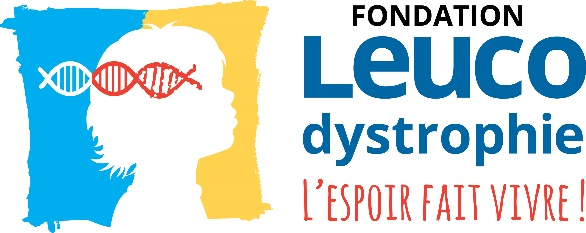 FONDATION
Leuco
dystrophie
L'ESPOIR FAIT VIVRE !